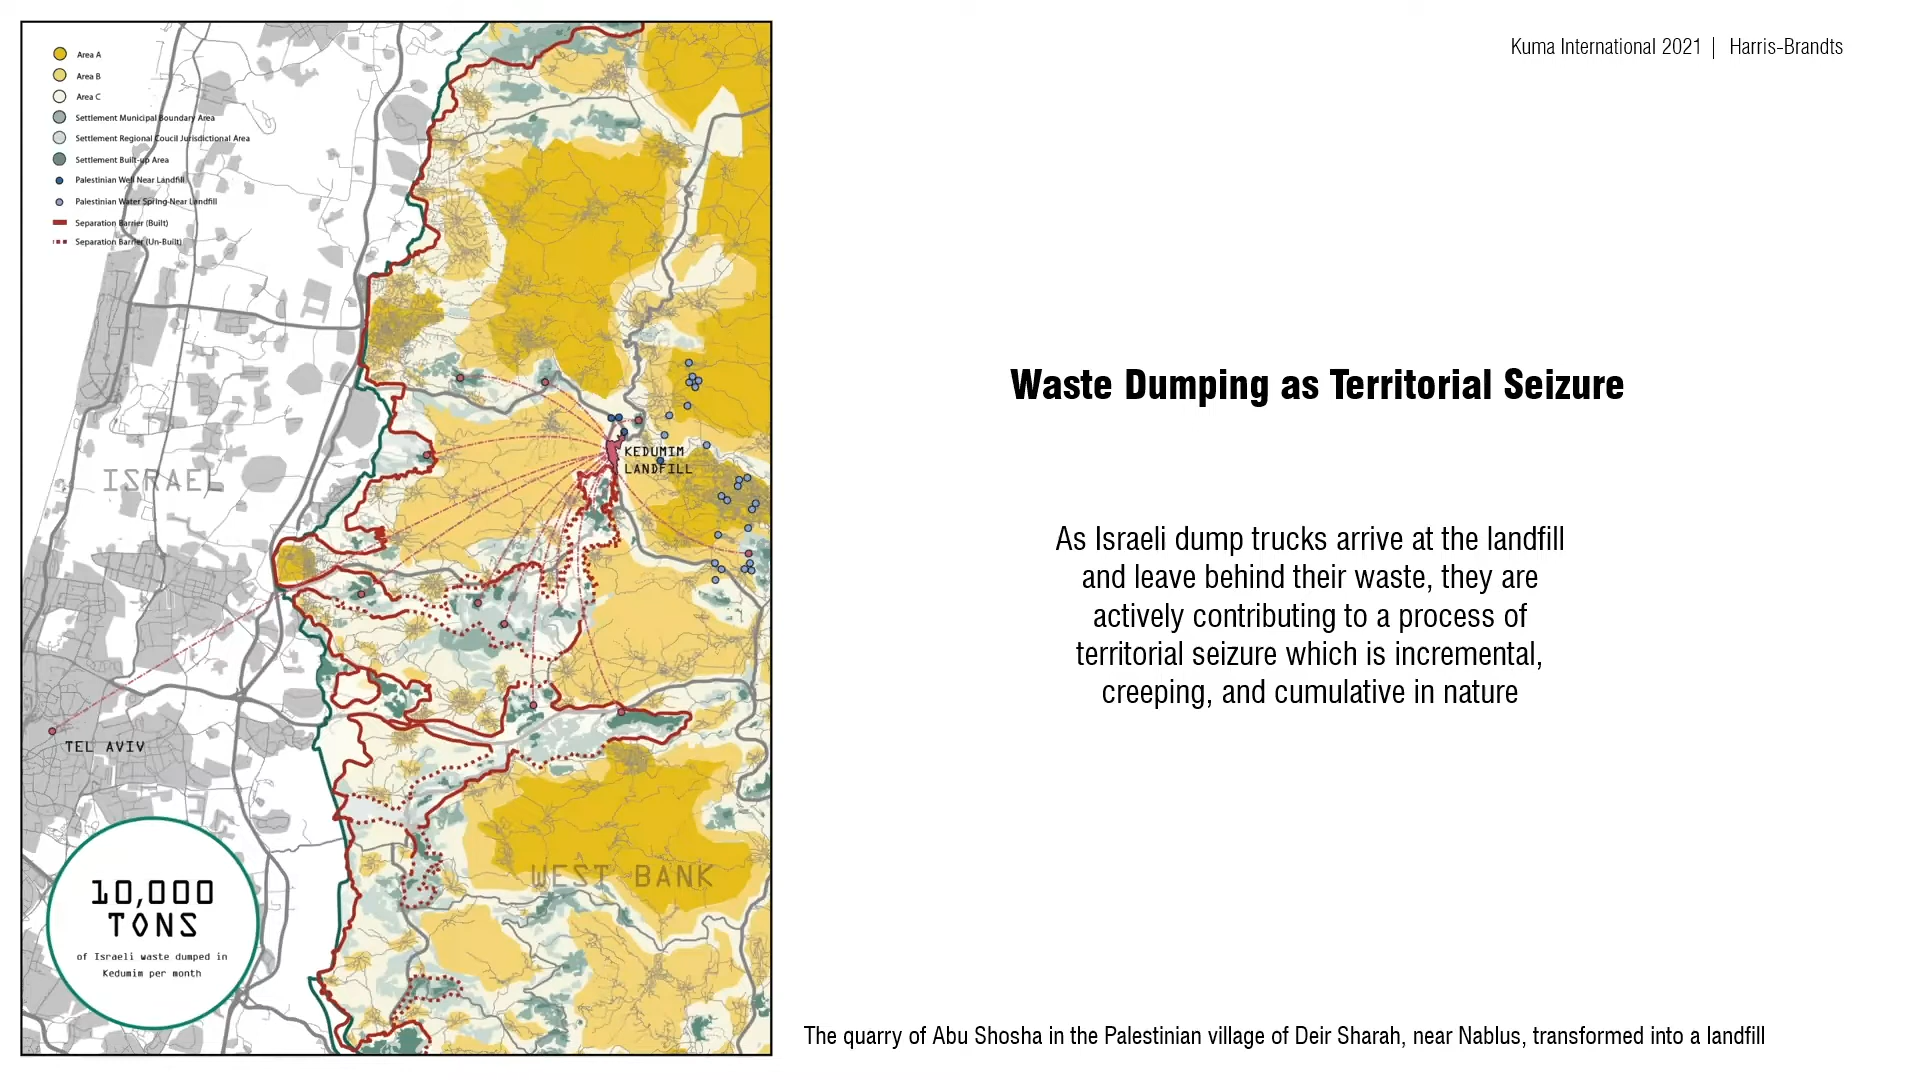 Area A
Area B
Area C
Settlement Municipal Boundary Area
Settlement Regional Coucil Jurisdictional Area
Settlement Built-up Area
Palestinian Well Near Landfill
Palestinian Water Spring Near Landfill
Separation Barrier (Built)
Separation Barrier (Un-Built)
ISRAEL
KEDUMIM
LANDFILL
TEL AVIV
WEST BANK
10,000
TONS
of Israeli waste dumped in
Kedumim per month
Kuma International 2021 | Harris-Brandts
Waste Dumping as Territorial Seizure
As Israeli dump trucks arrive at the landfill
and leave behind their waste, they are
actively contributing to a process of
territorial seizure which is incremental,
creeping, and cumulative in nature
The quarry of Abu Shosha in the Palestinian village of Deir Sharah, near Nablus, transformed into a landfill